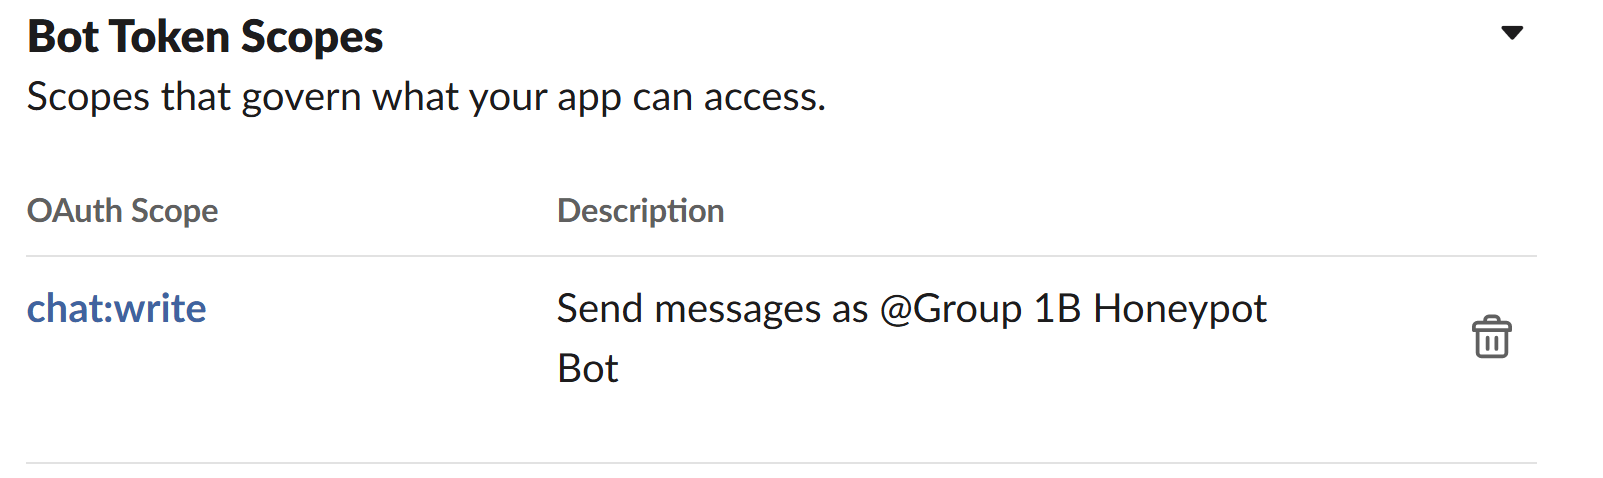 Bot Token Scopes
Scopes that govern what your app can access.
OAuth Scope Description
chat:write Send messages as @Group 1B Honeypot
Bot